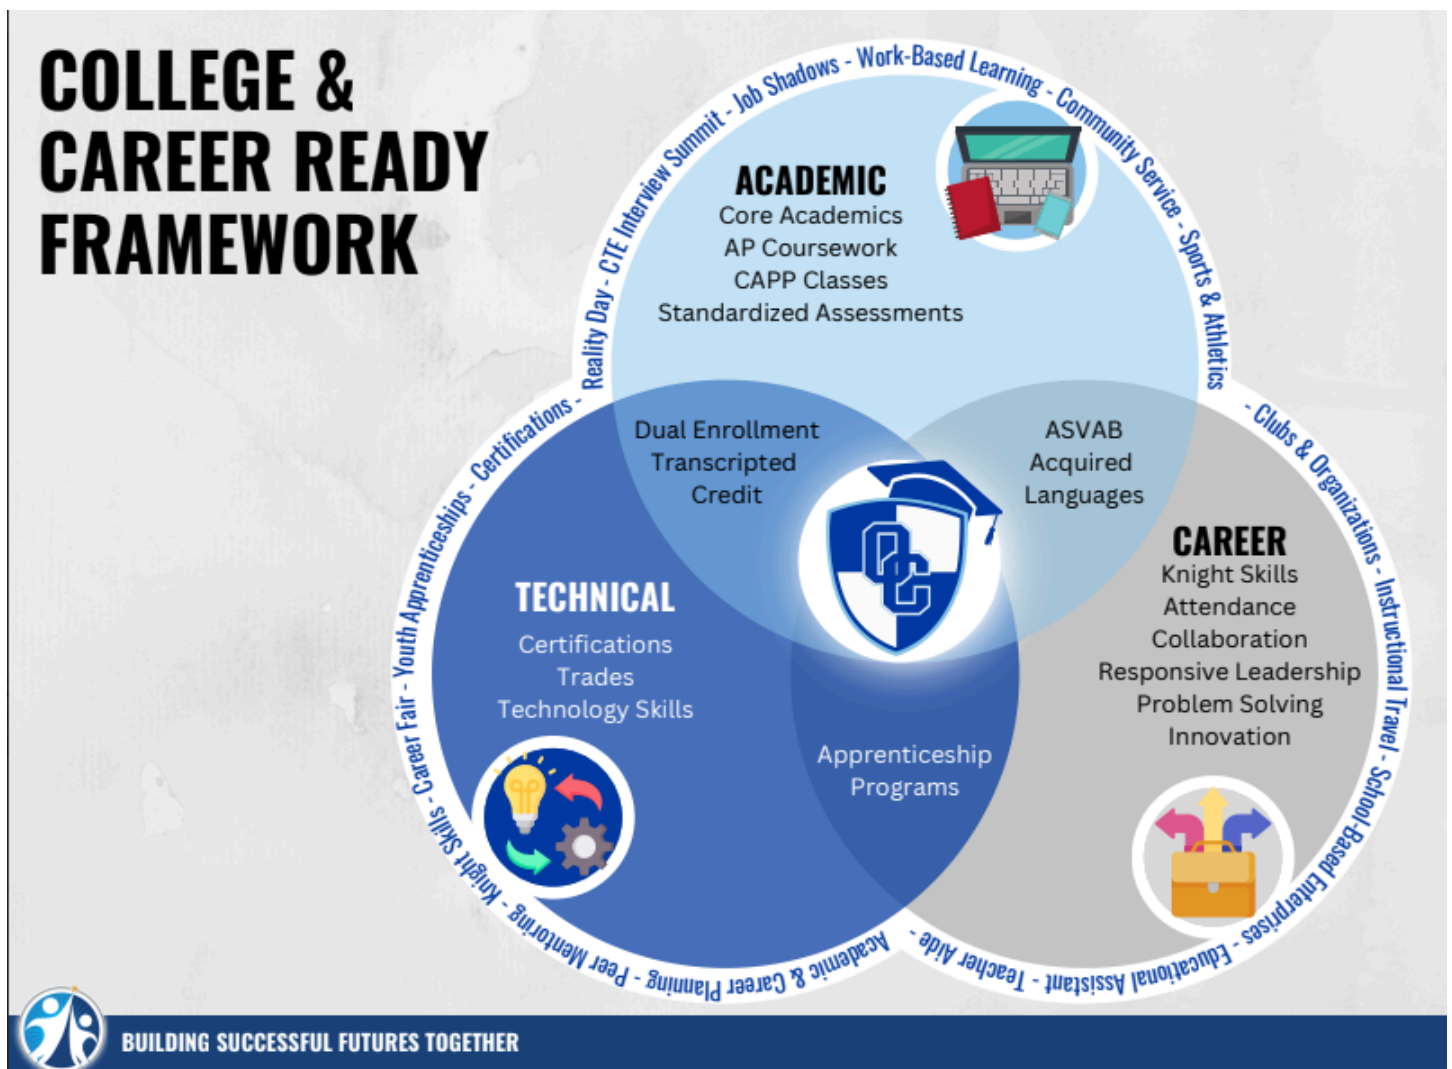 COLLEGE &
CAREER READY
FRAMEWORK
Reality Day - CTE Interview Summit - Job Shadows - Work-Based Learning - Community Service - Sports & Athletics
ACADEMIC
Core Academics
AP Coursework
CAPP Classes
Standardized Assessments
Dual Enrollment
Transcripted
Credit
ASVAB
Acquired
Languages
OC
TECHNICAL
Certifications
Trades
Technology Skills
CAREER
Knight Skills
Attendance
Collaboration
Responsive Leadership
Problem Solving
Innovation
Apprenticeship
Programs
- Clubs & Organizations - Instructional Travel - School-Based Enterprises - Educational Assistant - Teacher Aide -
Academic & Career Planning - Peer Mentoring - Knight Skills - Career Fair - Youth Apprenticeships - Certifications -
BUILDING SUCCESSFUL FUTURES TOGETHER